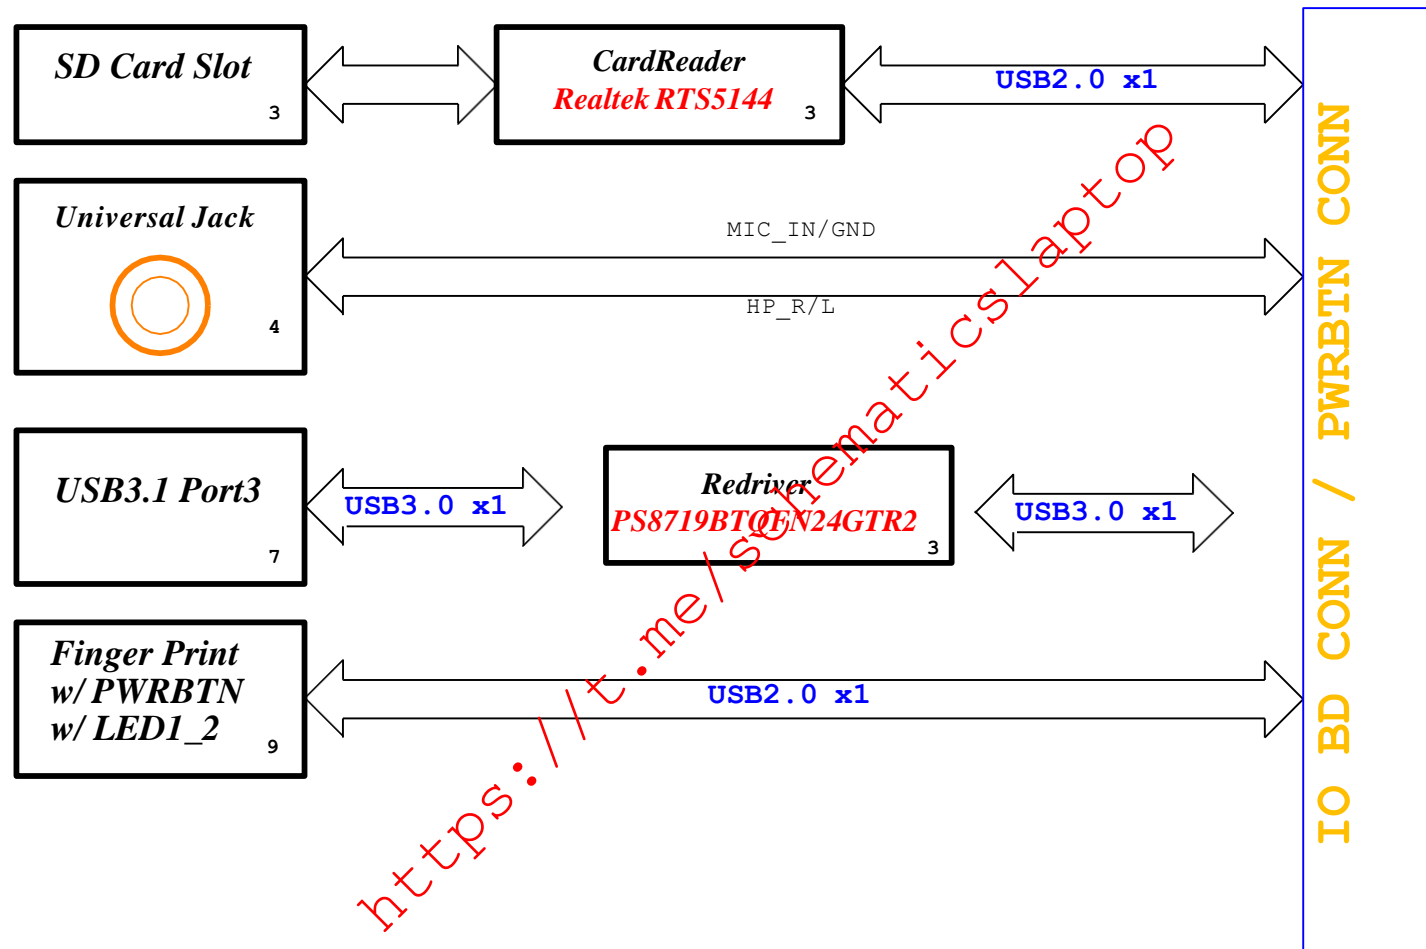 SD Card Slot
3
CardReader
Realtek RTS5144
3
USB2.0 x1
Universal Jack
4
MIC_IN/GND
HP_R/L
USB3.1 Port3
7
USB3.0 x1
Redriver
PS8719BTQFN24GTR2
3
USB3.0 x1
Finger Print
w/ PWRBTN
w/ LED1_2
9
USB2.0 x1
IO BD CONN / PWRBTN CONN
https://t.me/schematicslaptop